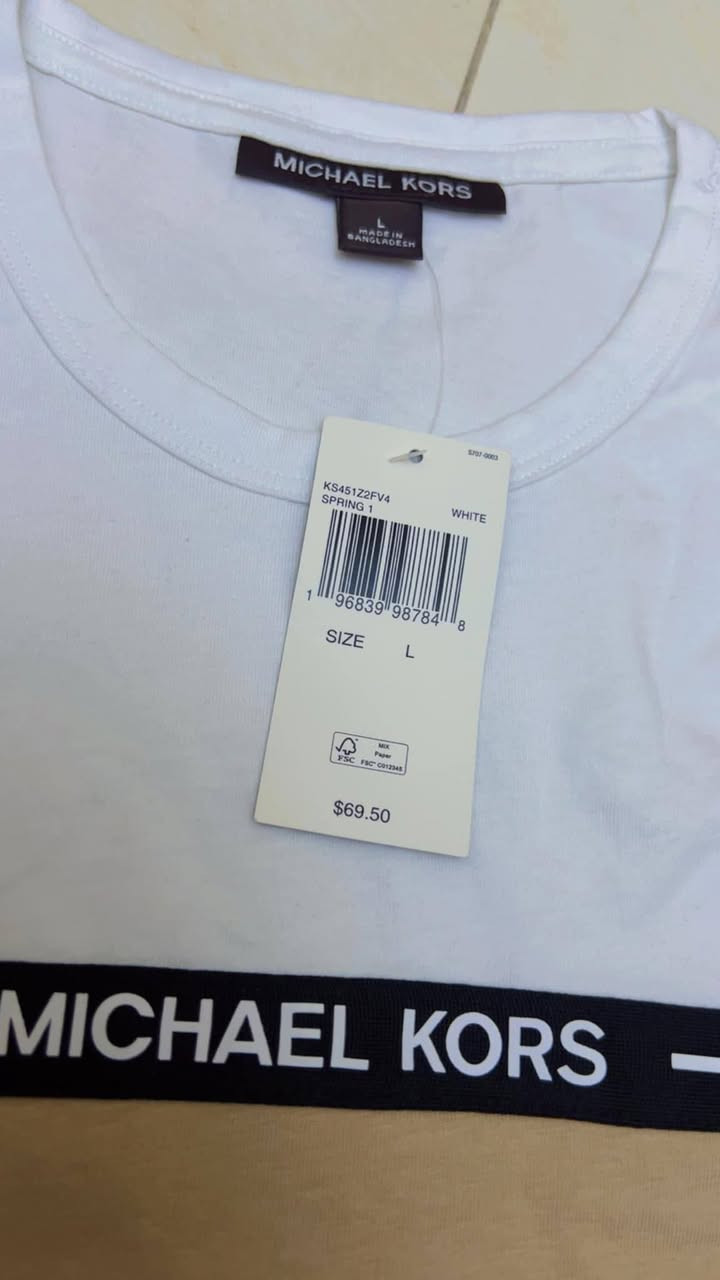 MICHAEL KORS
L
MADE IN
BANGLADESH
5707-0003
KS451Z2FV4
SPRING 1
WHITE
1 96839 98784 8
SIZE L
FSC
MIX
Paper
FSC® C012345
$69.50
MICHAEL KORS